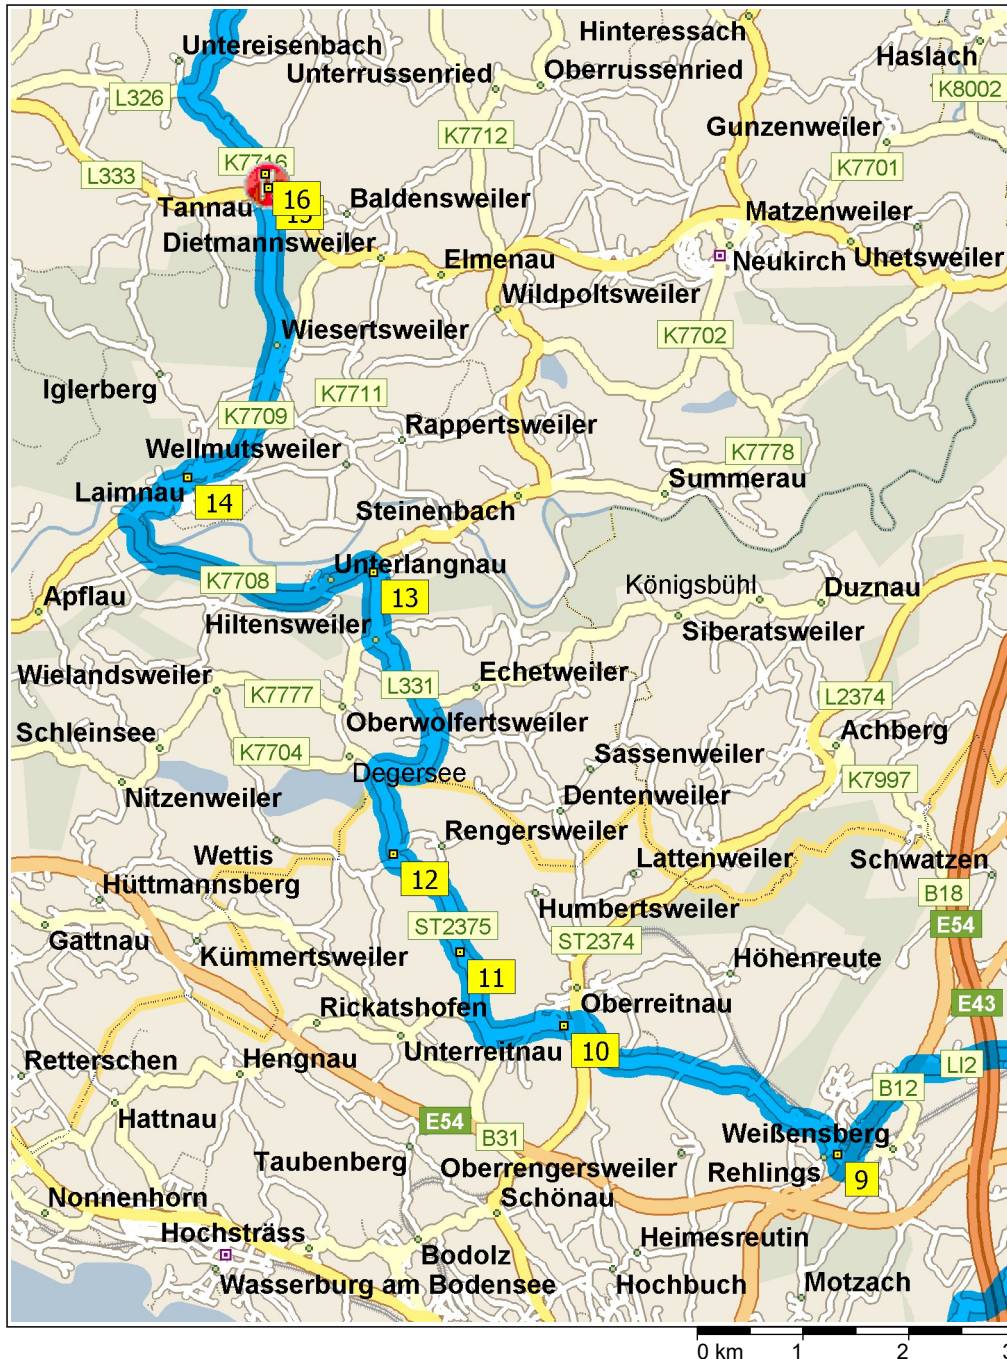 Untereisenbach
Hinteressach
Haslach
Unterrussenried
Oberrussenried
L326
K8002
K7712
Gunzenweiler
K7716
K7701
L333
16
15
Tannau
Baldensweiler
Matzenweiler
Dietmannsweiler
Elmenau
Neukirch
Uhetsweiler
Wildpoltsweiler
Wiesertsweiler
K7702
Iglerberg
K7711
K7709
Rappertsweiler
Wellmutsweiler
K7778
Laimnau
14
Steinenbach
Summerau
Unterlangnau
K7708
Königsbühl
Duznau
Apflau
13
Hiltensweiler
Siberatsweiler
Wielandsweiler
Echetweiler
K7777
L331
L2374
Schleinsee
Oberwolfertsweiler
Achberg
K7704
Sassenweiler
Degersee
K7997
Nitzenweiler
Dentenweiler
Rengersweiler
Wettis
Lattenweiler
Schwatzen
Hüttmannsberg
12
B18
Humbertsweiler
E54
ST2375
ST2374
Gattnau
Kümmertsweiler
Höhenreute
11
Rickatshofen
Oberreitnau
E43
Retterschen
Hengnau
Unterreitnau
10
LI2
B12
Hattnau
E54
B31
Weißensberg
Taubenberg
Oberrengersweiler
Rehlings
9
Nonnenhorn
Schönau
Hochsträss
Heimesreutin
Bodolz
Wasserburg am Bodensee
Hochbuch
Motzach
0 km
1
2
3